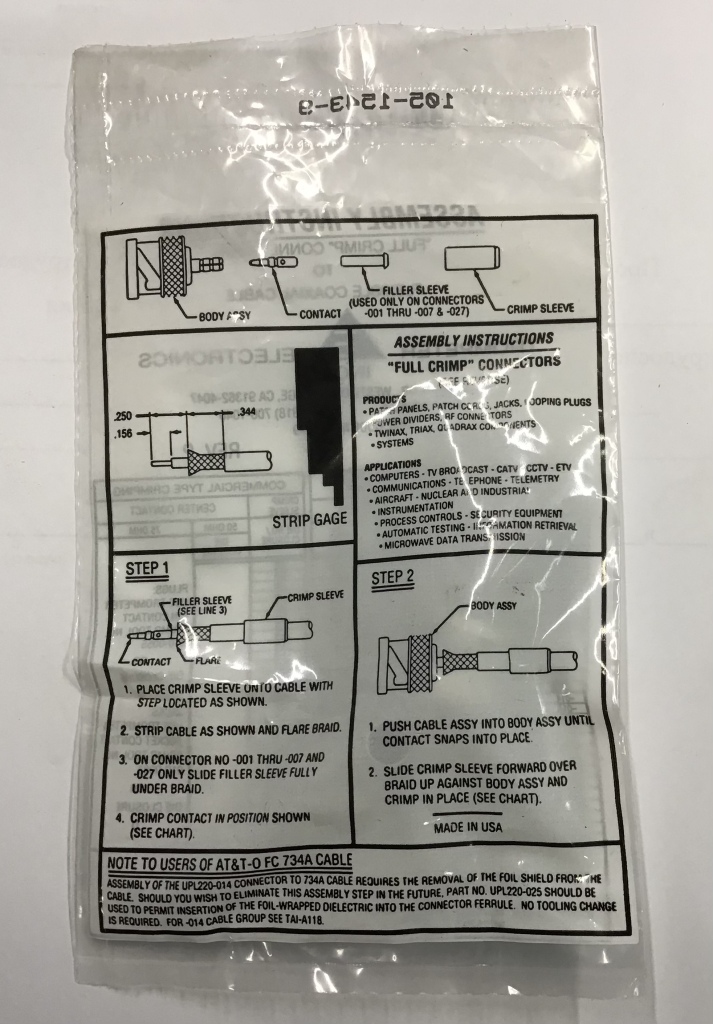 105-1543-9
BODY ASSY
CONTACT
FILLER SLEEVE
(USED ONLY ON CONNECTORS
-001 THRU -007 & -027)
CRIMP SLEEVE
.250
.156
.344
STRIP GAGE
ASSEMBLY INSTRUCTIONS
"FULL CRIMP" CONNECTORS
(SEE REVERSE)
PRODUCTS
• PATCH PANELS, PATCH CORDS, JACKS, LOOPING PLUGS
POWER DIVIDERS, RF CONNECTORS
• TWINAX, TRIAX, QUADRAX COMPONENTS
• SYSTEMS
APPLICATIONS
• COMPUTERS - TV BROADCAST - CATV - CCTV - ETV
• COMMUNICATIONS - TELEPHONE - TELEMETRY
• AIRCRAFT - NUCLEAR AND INDUSTRIAL
• INSTRUMENTATION
• PROCESS CONTROLS - SECURITY EQUIPMENT
• AUTOMATIC TESTING - INFORMATION RETRIEVAL
• MICROWAVE DATA TRANSMISSION
STEP 1
FILLER SLEEVE
(SEE LINE 3)
CRIMP SLEEVE
CONTACT
FLARE
1. PLACE CRIMP SLEEVE ONTO CABLE WITH
STEP LOCATED AS SHOWN.
2. STRIP CABLE AS SHOWN AND FLARE BRAID.
3. ON CONNECTOR NO -001 THRU -007 AND
-027 ONLY SLIDE FILLER SLEEVE FULLY
UNDER BRAID.
4. CRIMP CONTACT IN POSITION SHOWN
(SEE CHART).
STEP 2
BODY ASSY
1. PUSH CABLE ASSY INTO BODY ASSY UNTIL
CONTACT SNAPS INTO PLACE.
2. SLIDE CRIMP SLEEVE FORWARD OVER
BRAID UP AGAINST BODY ASSY AND
CRIMP IN PLACE (SEE CHART).
MADE IN USA
NOTE TO USERS OF AT&T-O FC 734A CABLE
ASSEMBLY OF THE UPL220-014 CONNECTOR TO 734A CABLE REQUIRES THE REMOVAL OF THE FOIL SHIELD FROM THE
CABLE. SHOULD YOU WISH TO ELIMINATE THIS ASSEMBLY STEP IN THE FUTURE, PART NO. UPL220-025 SHOULD BE
USED TO PERMIT INSERTION OF THE FOIL-WRAPPED DIELECTRIC INTO THE CONNECTOR FERRULE. NO TOOLING CHANGE
IS REQUIRED. FOR -014 CABLE GROUP SEE TAI-A118.